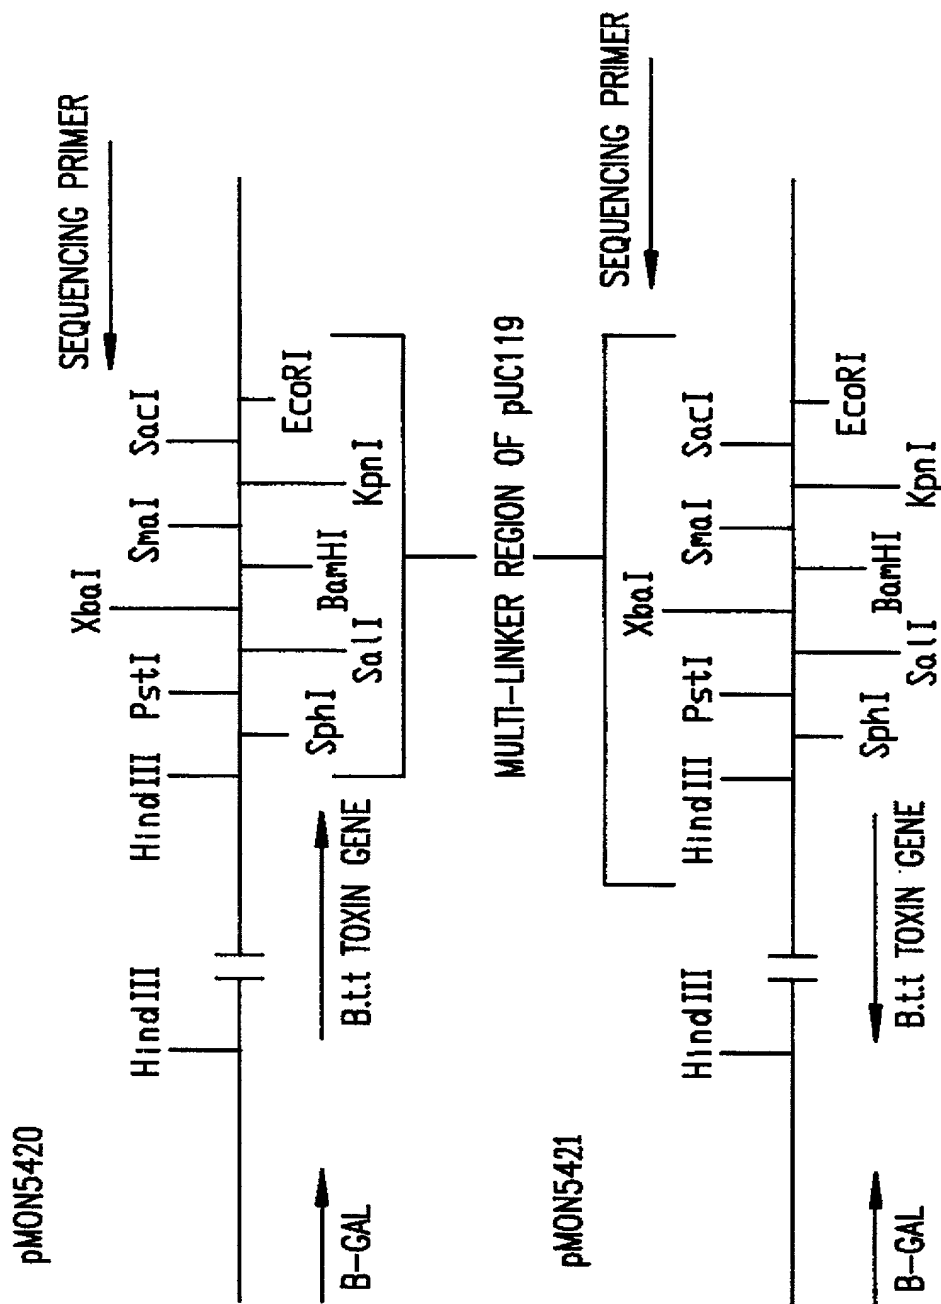 pMON5420
SEQUENCING PRIMER
HindIII
HindIII
PstI
XbaI
SmaI
SacI
SphI
SalI
BamHI
KpnI
EcoRI
B-GAL
B.t.t TOXIN GENE
MULTI-LINKER REGION OF pUC119
pMON5421
SEQUENCING PRIMER
HindIII
HindIII
PstI
XbaI
SmaI
SacI
SphI
SalI
BamHI
KpnI
EcoRI
B-GAL
B.t.t TOXIN GENE